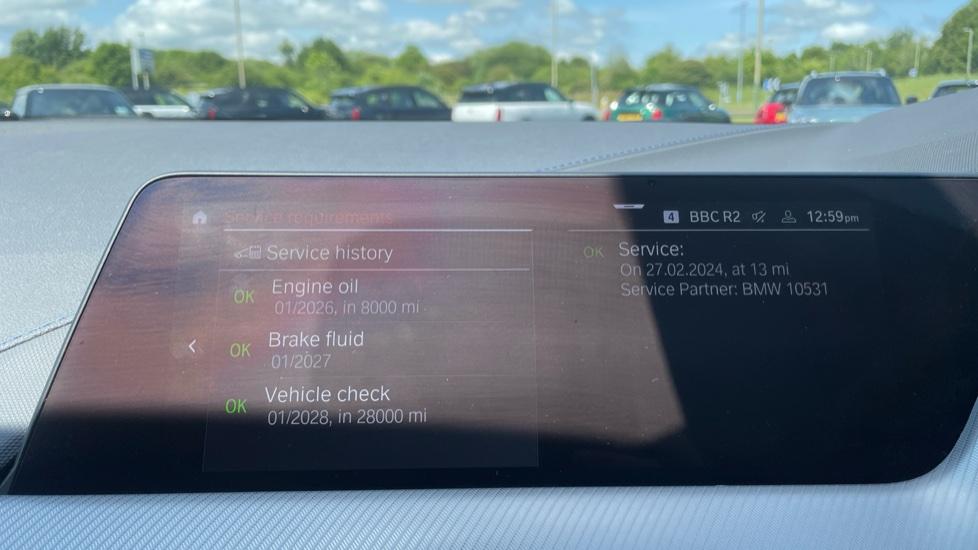 Service requirements
4 BBC R2 12:59pm
Service history
OK Engine oil
01/2026, in 8000 mi
OK Brake fluid
01/2027
OK Vehicle check
01/2028, in 28000 mi
OK Service:
On 27.02.2024, at 13 mi
Service Partner: BMW 10531